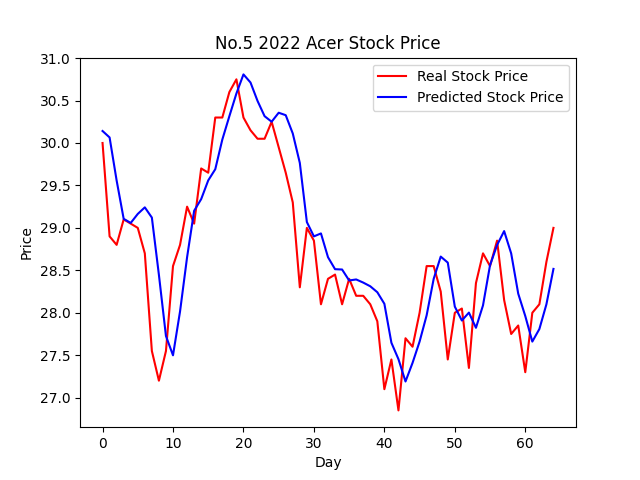 No.5 2022 Acer Stock Price
Real Stock Price
Predicted Stock Price
31.0
30.5
30.0
29.5
29.0
28.5
28.0
27.5
27.0
Price
0 10 20 30 40 50 60
Day